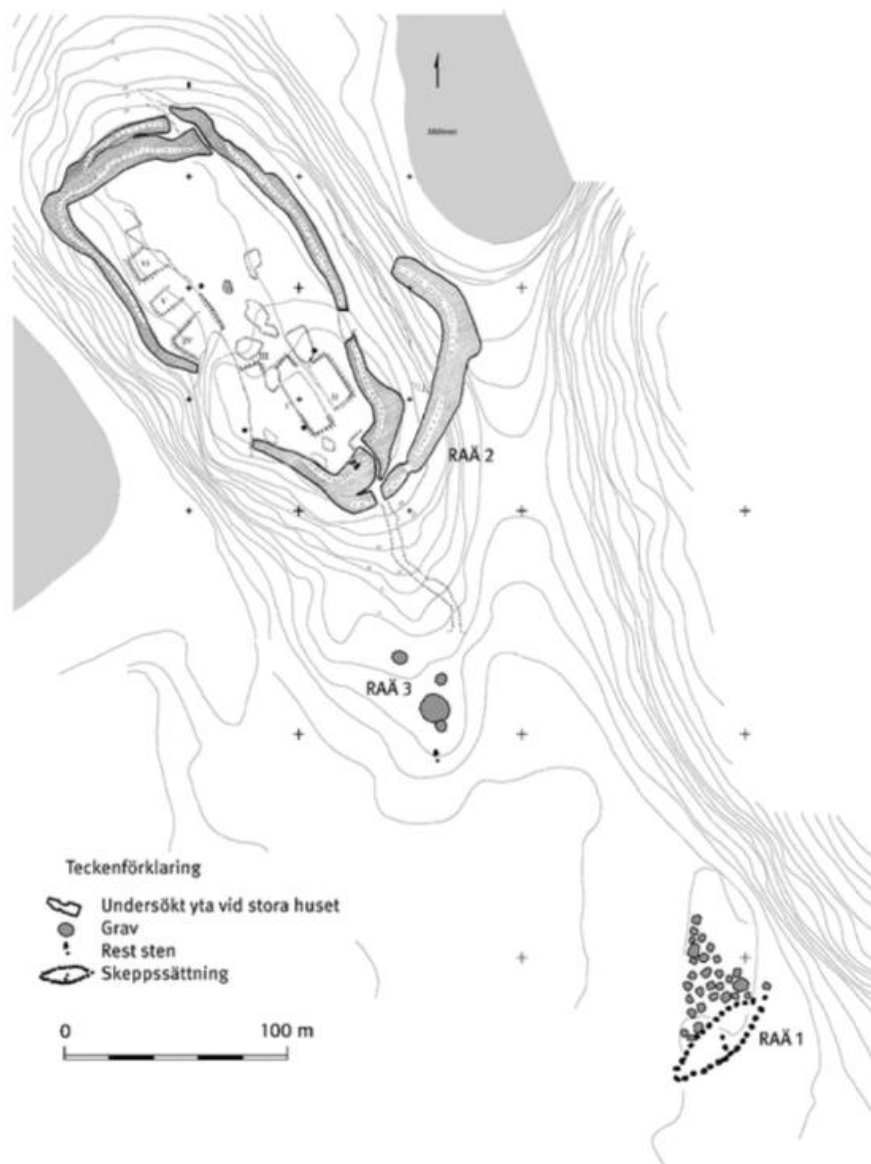 RAÄ 2
RAÄ 3
Teckenförklaring
Undersökt yta vid stora huset
Grav
Rest sten
Skeppssättning
0 100 m
RAÄ 1